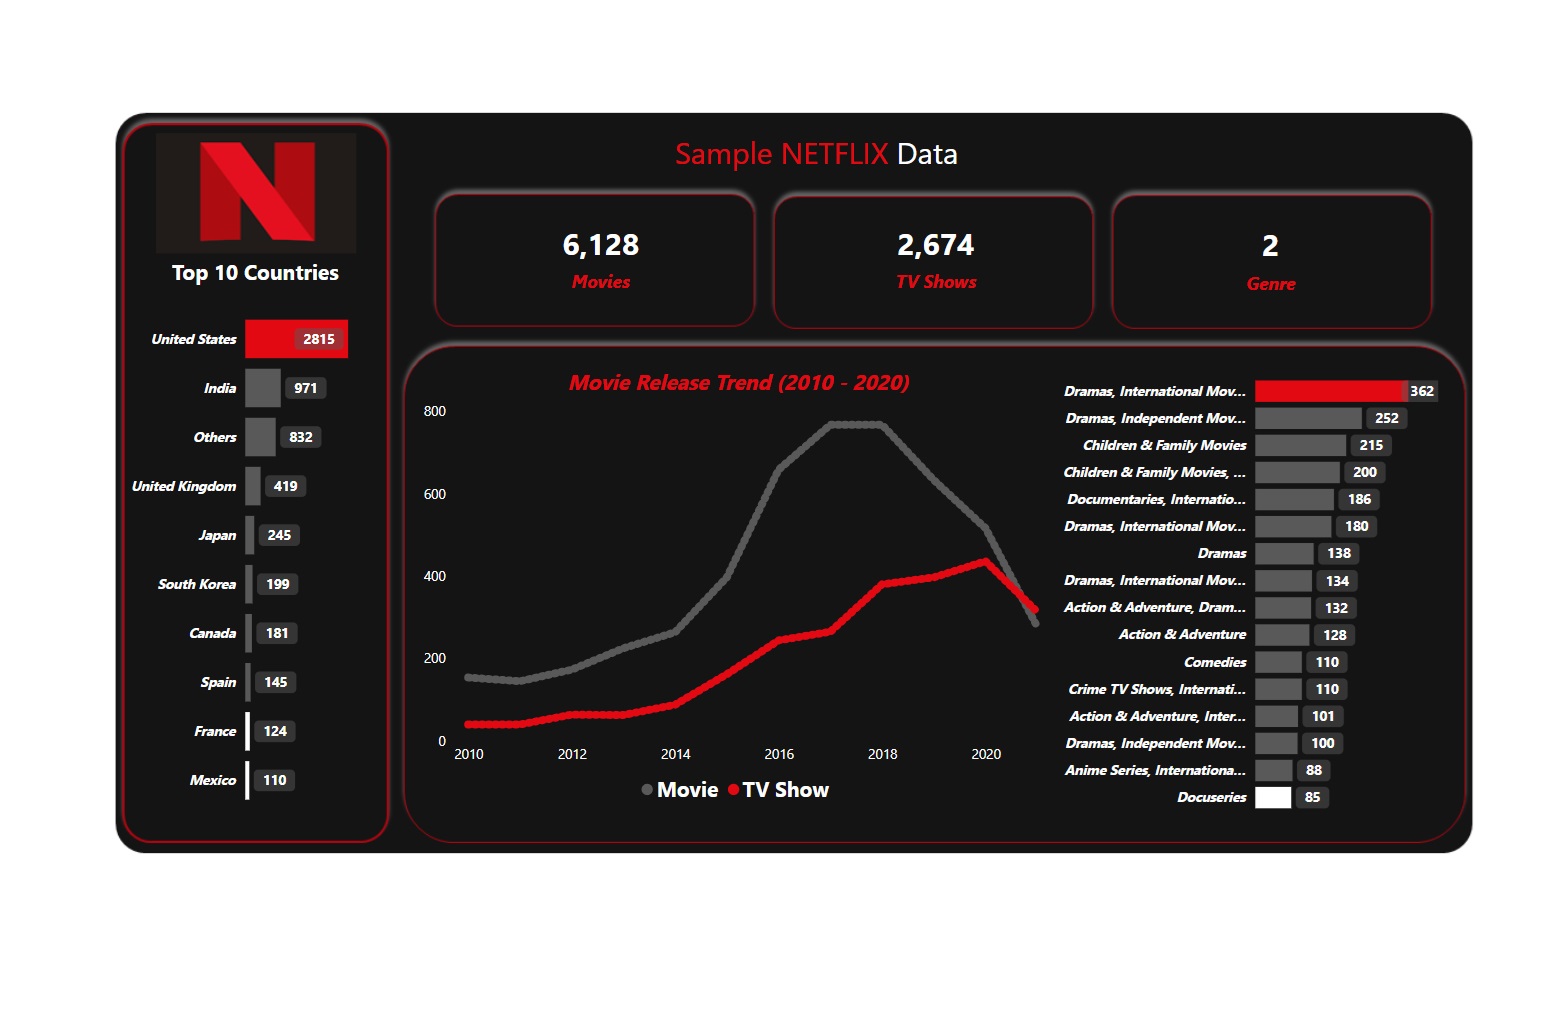 Sample NETFLIX Data
Top 10 Countries
United States 2815
India 971
Others 832
United Kingdom 419
Japan 245
South Korea 199
Canada 181
Spain 145
France 124
Mexico 110
6,128
Movies
2,674
TV Shows
2
Genre
Movie Release Trend (2010 - 2020)
800
600
400
200
0
2010 2012 2014 2016 2018 2020
Movie TV Show
Dramas, International Mov... 362
Dramas, Independent Mov... 252
Children & Family Movies 215
Children & Family Movies, ... 200
Documentaries, Internatio... 186
Dramas, International Mov... 180
Dramas 138
Dramas, International Mov... 134
Action & Adventure, Dram... 132
Action & Adventure 128
Comedies 110
Crime TV Shows, Internati... 110
Action & Adventure, Inter... 101
Dramas, Independent Mov... 100
Anime Series, Internationa... 88
Docuseries 85